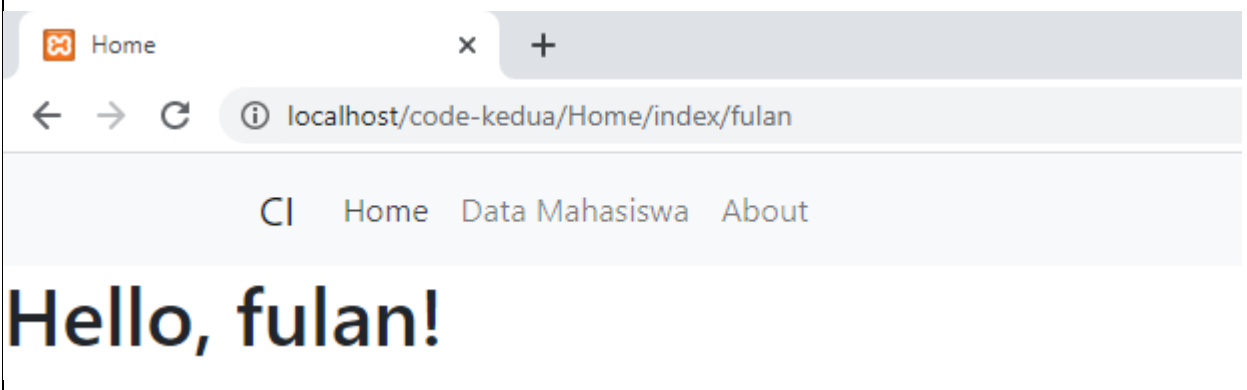 Home
localhost/code-kedua/Home/index/fulan
CI Home Data Mahasiswa About
Hello, fulan!